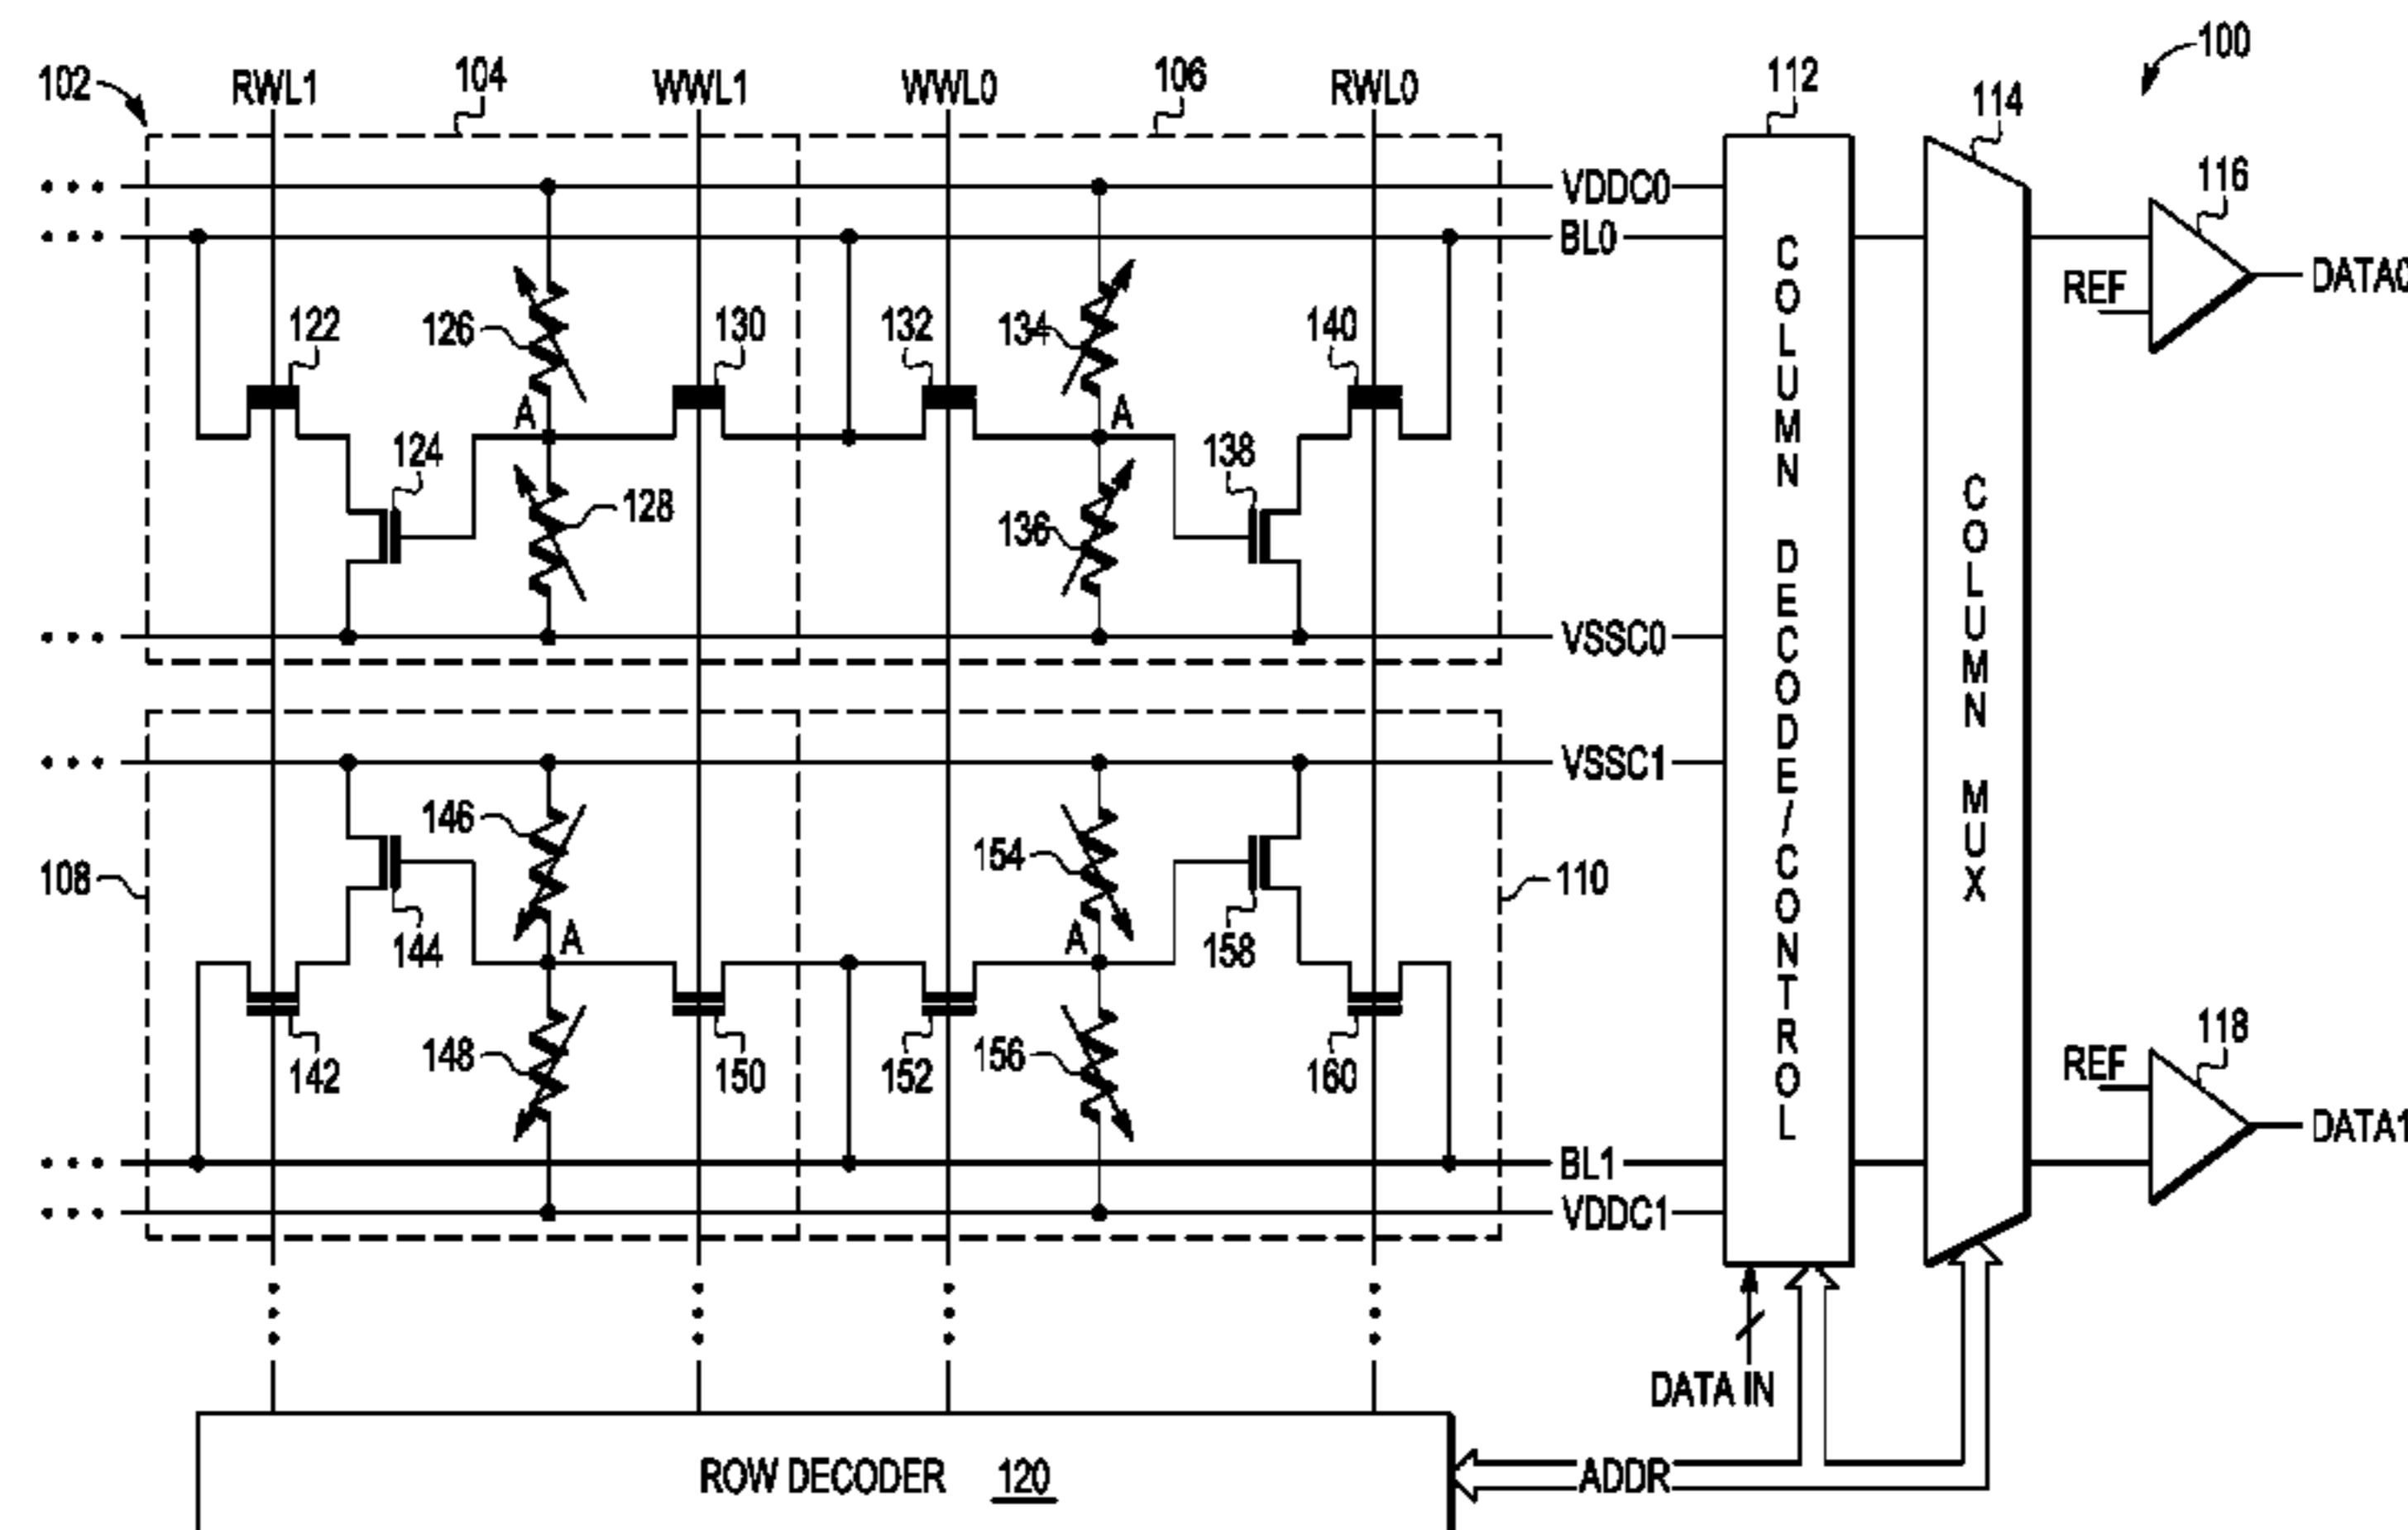 100
102
RWL1
104
WWL1
WWL0
106
RWL0
112
114
VDDC0
BL0
116
REF
DATA0
122
126
130
132
134
140
A
A
124
128
138
136
VSSC0
COLUMN DECODE/CONTROL
COLUMN MUX
VSSC1
146
154
108
110
144
A
A
158
142
148
150
152
156
160
118
REF
DATA1
BL1
VDDC1
DATA IN
ROW DECODER 120
ADDR